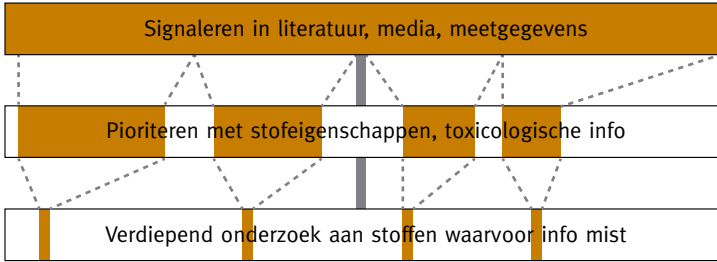 Signaleren in literatuur, media, meetgegevens
Pioriteren met stofeigenschappen, toxicologische info
Verdiepend onderzoek aan stoffen waarvoor info mist